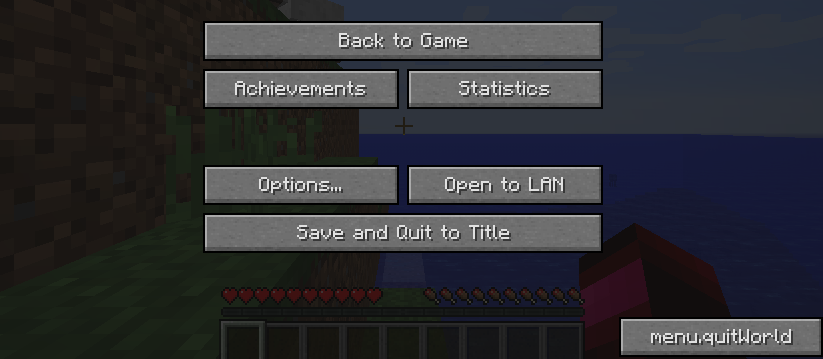 Back to Game
Achievements
Statistics
Options...
Open to LAN
Save and Quit to Title
menu.quitWorld